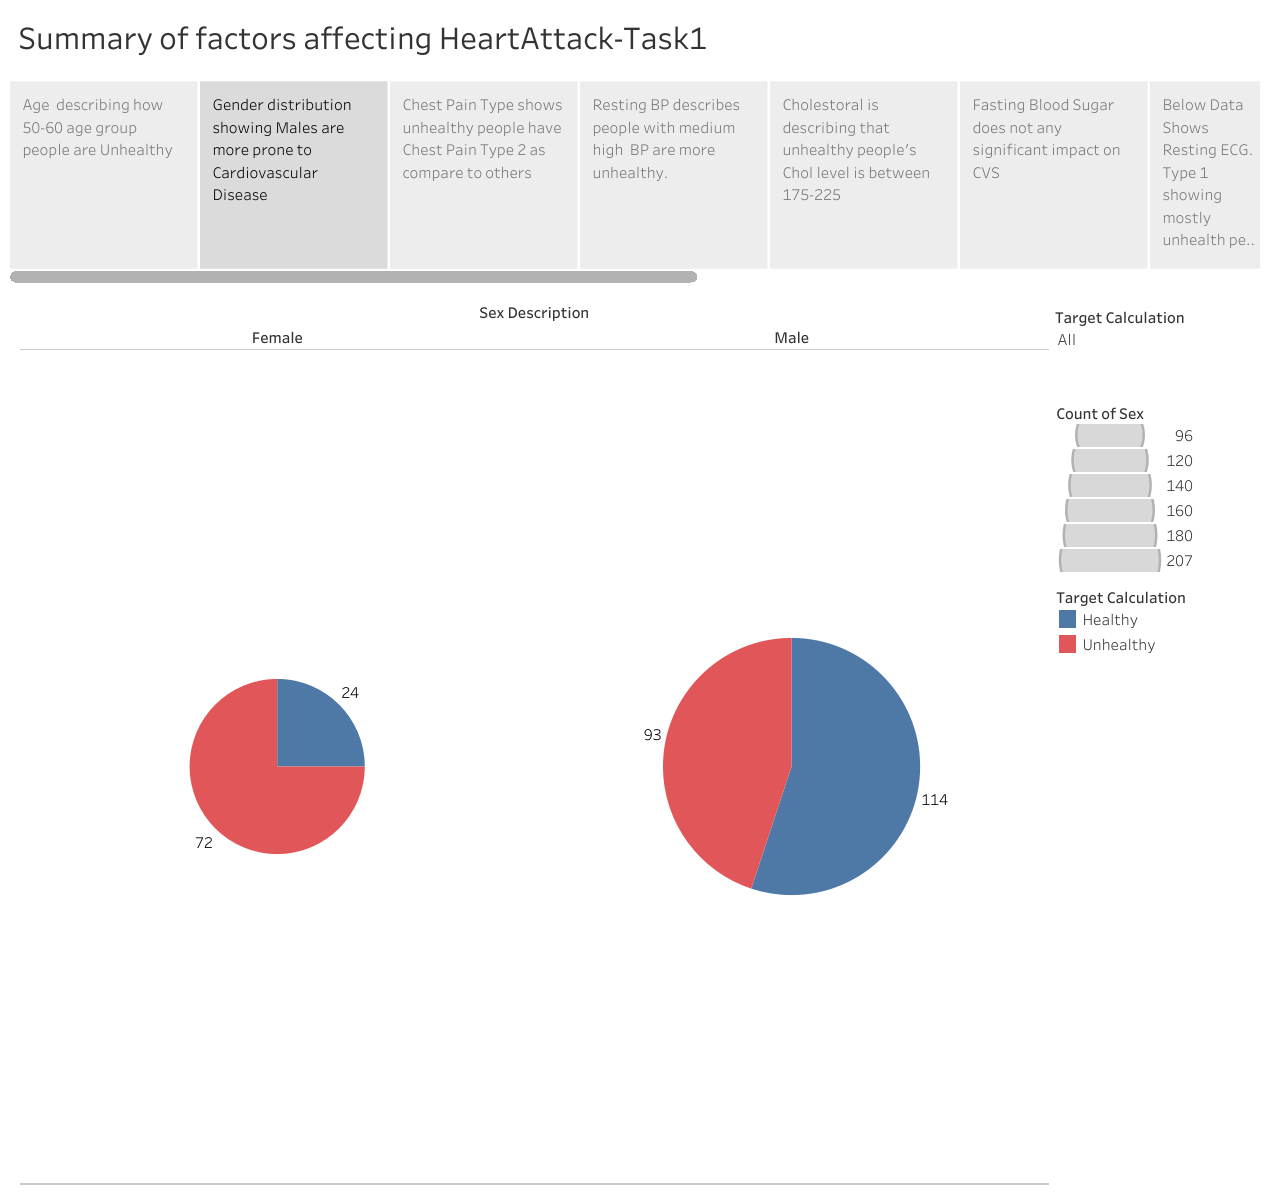 Summary of factors affecting HeartAttack-Task1
Age  describing how
50-60 age group
people are Unhealthy
Gender distribution
showing Males are
more prone to
Cardiovascular
Disease
Chest Pain Type shows
unhealthy people have
Chest Pain Type 2 as
compare to others
Resting BP describes
people with medium
high  BP are more
unhealthy.
Cholestoral is
describing that
unhealthy people's
Chol level is between
175-225
Fasting Blood Sugar
does not any
significant impact on
CVS
Below Data
Shows
Resting ECG.
Type 1
showing
mostly
unhealth pe..
Sex Description
Female
Male
24
72
93
114
Target Calculation
All
Count of Sex
96
120
140
160
180
207
Target Calculation
Healthy
Unhealthy